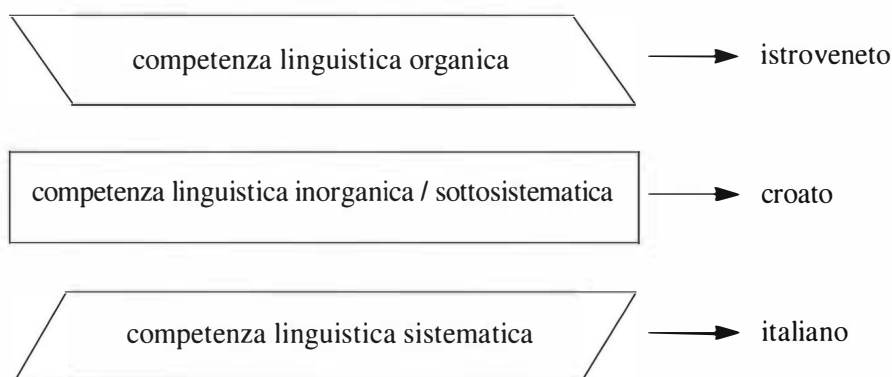 competenza linguistica organica → istroveneto
competenza linguistica inorganica / sottosistematica → croato
competenza linguistica sistematica → italiano